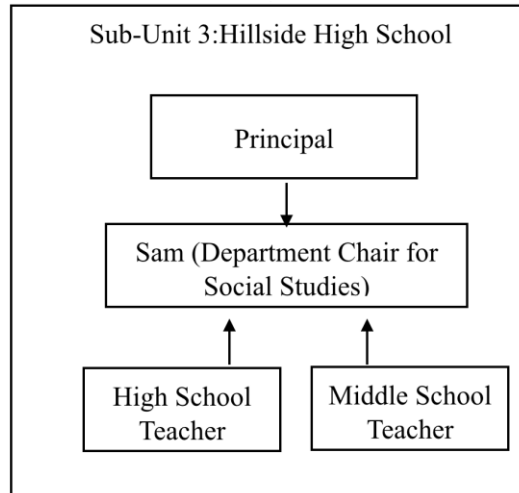 Sub-Unit 3:Hillside High School
Principal
Sam (Department Chair for
Social Studies)
High School
Teacher
Middle School
Teacher